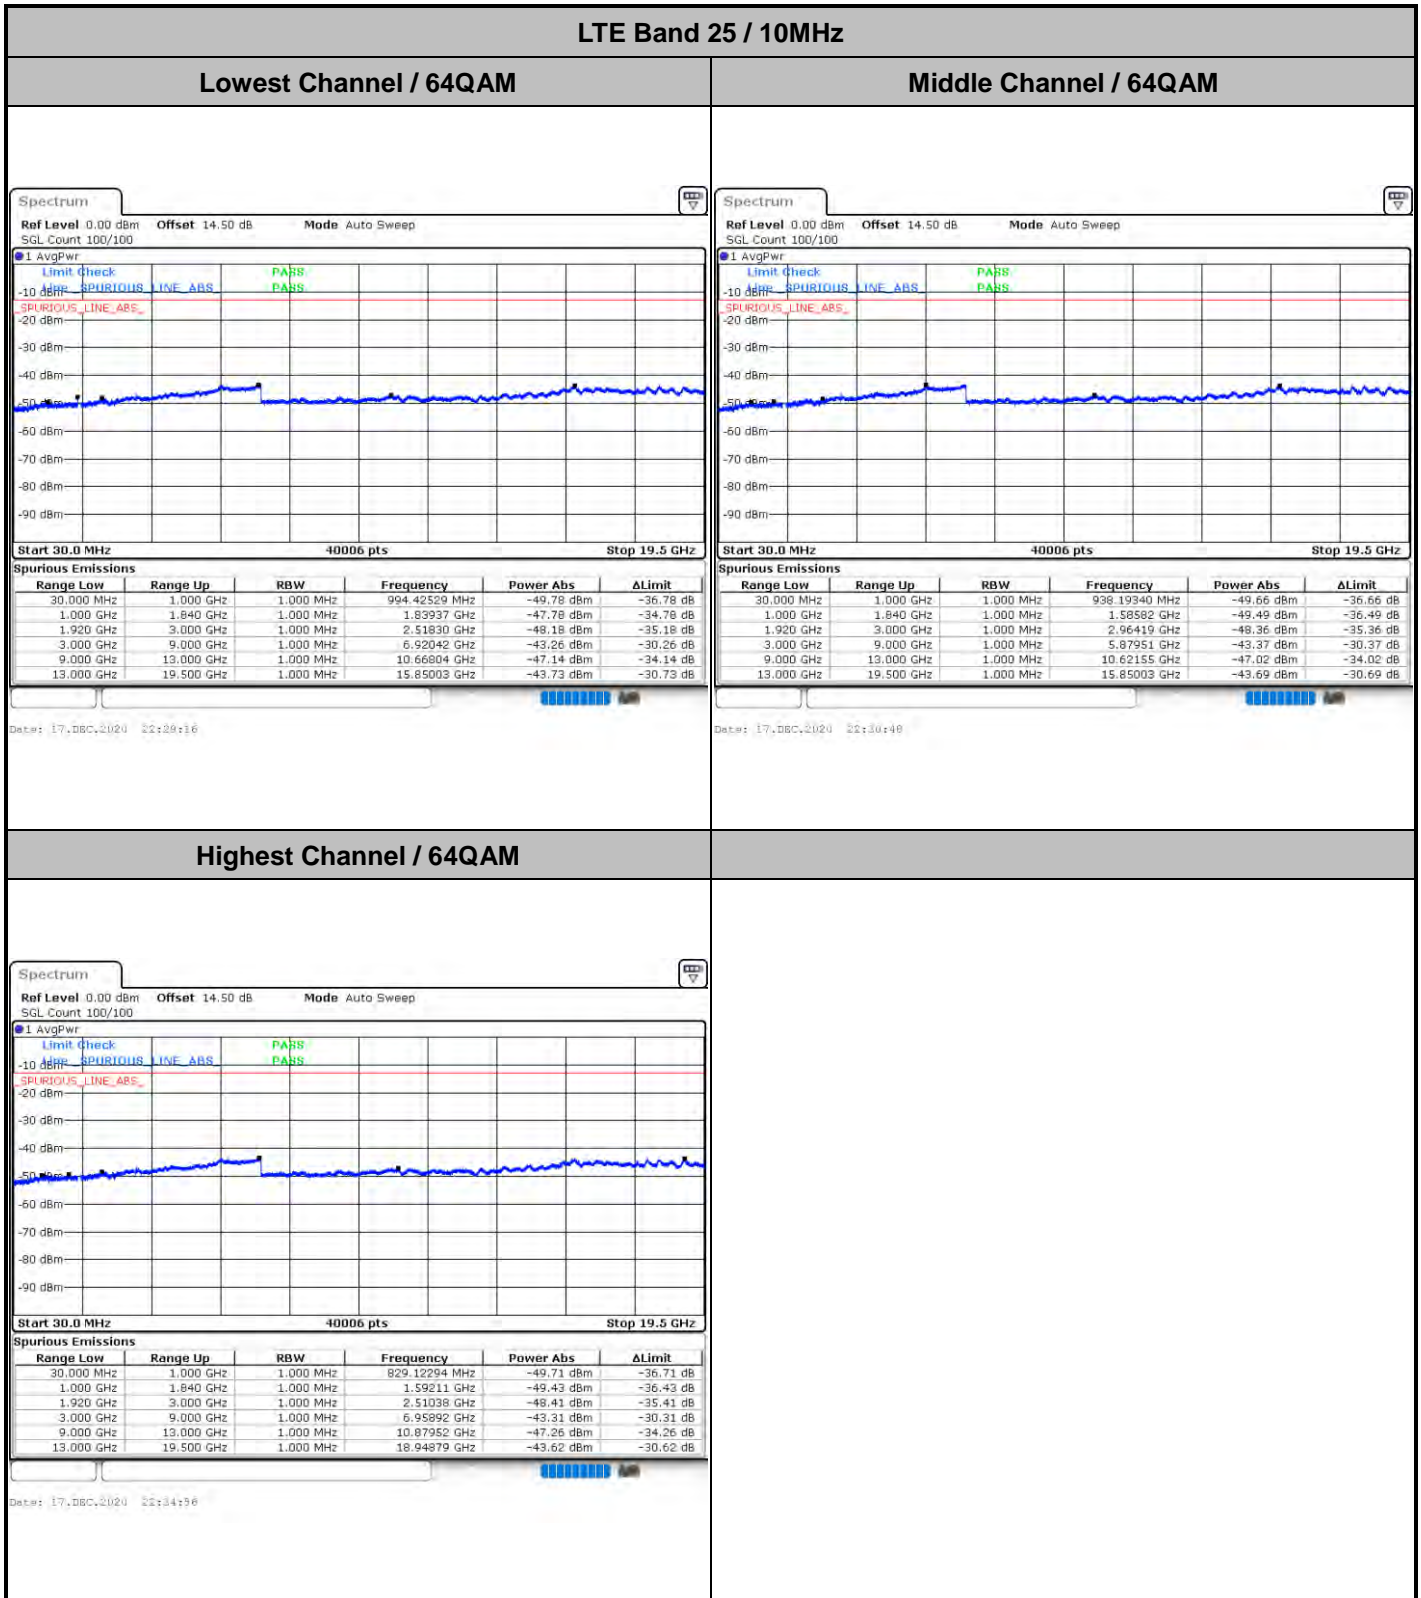 LTE Band 25 / 10MHz
Lowest Channel / 64QAM
Middle Channel / 64QAM
Spectrum
Ref Level 0.00 dBm Offset 14.50 dB Mode Auto Sweep
SGL Count 100/100
1 AvgPwr
Limit Check PASS
Line _SPURIOUS_LINE_ABS_ PASS
-10 dBm
_SPURIOUS_LINE_ABS_
-20 dBm
-30 dBm
-40 dBm
-50 dBm
-60 dBm
-70 dBm
-80 dBm
-90 dBm
Start 30.0 MHz 40006 pts Stop 19.5 GHz
Spurious Emissions
Range Low Range Up RBW Frequency Power Abs ΔLimit
30.000 MHz 1.000 GHz 1.000 MHz 994.42529 MHz -49.78 dBm -36.78 dB
1.000 GHz 1.840 GHz 1.000 MHz 1.83937 GHz -47.78 dBm -34.78 dB
1.920 GHz 3.000 GHz 1.000 MHz 2.51830 GHz -48.18 dBm -35.18 dB
3.000 GHz 9.000 GHz 1.000 MHz 6.92042 GHz -43.26 dBm -30.26 dB
9.000 GHz 13.000 GHz 1.000 MHz 10.66804 GHz -47.14 dBm -34.14 dB
13.000 GHz 19.500 GHz 1.000 MHz 15.85003 GHz -43.73 dBm -30.73 dB
Date: 17.DEC.2020 22:29:16
Spectrum
Ref Level 0.00 dBm Offset 14.50 dB Mode Auto Sweep
SGL Count 100/100
1 AvgPwr
Limit Check PASS
Line _SPURIOUS_LINE_ABS_ PASS
-10 dBm
_SPURIOUS_LINE_ABS_
-20 dBm
-30 dBm
-40 dBm
-50 dBm
-60 dBm
-70 dBm
-80 dBm
-90 dBm
Start 30.0 MHz 40006 pts Stop 19.5 GHz
Spurious Emissions
Range Low Range Up RBW Frequency Power Abs ΔLimit
30.000 MHz 1.000 GHz 1.000 MHz 938.19340 MHz -49.66 dBm -36.66 dB
1.000 GHz 1.840 GHz 1.000 MHz 1.58582 GHz -49.49 dBm -36.49 dB
1.920 GHz 3.000 GHz 1.000 MHz 2.96419 GHz -48.36 dBm -35.36 dB
3.000 GHz 9.000 GHz 1.000 MHz 5.87951 GHz -43.37 dBm -30.37 dB
9.000 GHz 13.000 GHz 1.000 MHz 10.62155 GHz -47.02 dBm -34.02 dB
13.000 GHz 19.500 GHz 1.000 MHz 15.85003 GHz -43.69 dBm -30.69 dB
Date: 17.DEC.2020 22:30:48
Highest Channel / 64QAM
Spectrum
Ref Level 0.00 dBm Offset 14.50 dB Mode Auto Sweep
SGL Count 100/100
1 AvgPwr
Limit Check PASS
Line _SPURIOUS_LINE_ABS_ PASS
-10 dBm
_SPURIOUS_LINE_ABS_
-20 dBm
-30 dBm
-40 dBm
-50 dBm
-60 dBm
-70 dBm
-80 dBm
-90 dBm
Start 30.0 MHz 40006 pts Stop 19.5 GHz
Spurious Emissions
Range Low Range Up RBW Frequency Power Abs ΔLimit
30.000 MHz 1.000 GHz 1.000 MHz 829.12294 MHz -49.71 dBm -36.71 dB
1.000 GHz 1.840 GHz 1.000 MHz 1.59211 GHz -49.43 dBm -36.43 dB
1.920 GHz 3.000 GHz 1.000 MHz 2.51038 GHz -48.41 dBm -35.41 dB
3.000 GHz 9.000 GHz 1.000 MHz 6.95892 GHz -43.31 dBm -30.31 dB
9.000 GHz 13.000 GHz 1.000 MHz 10.87952 GHz -47.26 dBm -34.26 dB
13.000 GHz 19.500 GHz 1.000 MHz 18.94879 GHz -43.62 dBm -30.62 dB
Date: 17.DEC.2020 22:34:56